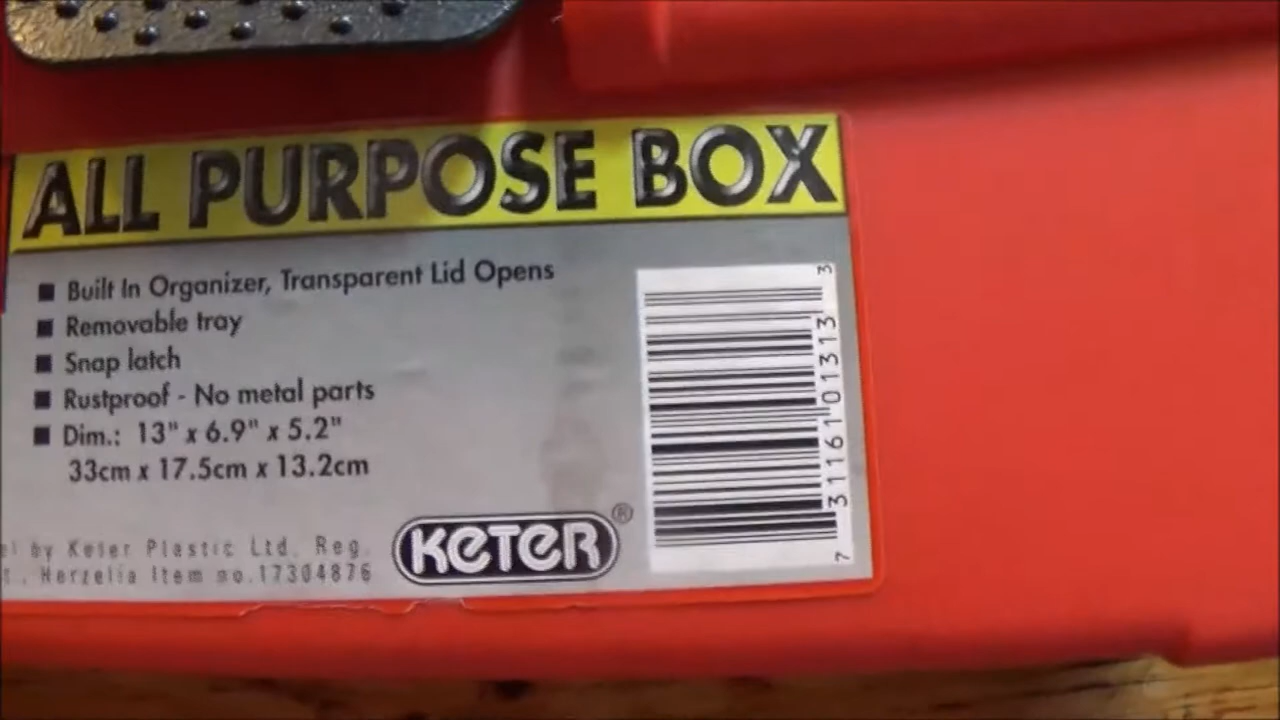 ALL PURPOSE BOX
■ Built In Organizer, Transparent Lid Opens
■ Removable tray
■ Snap latch
■ Rustproof - No metal parts
■ Dim.: 13" x 6.9" x 5.2"
33cm x 17.5cm x 13.2cm
by Keter Plastic Ltd. Reg.
Herzelia Item no.17304876
KETER®
7 31161 01313 3